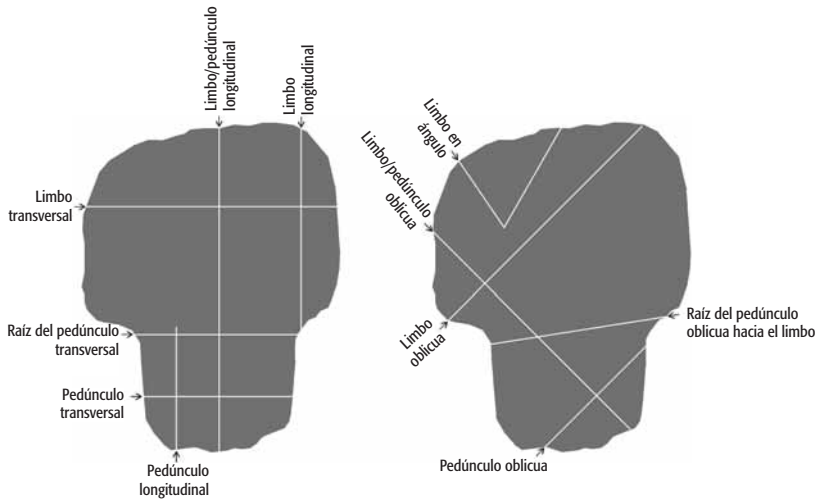 Limbo/pedúnculo
longitudinal
Limbo
longitudinal
Limbo
transversal
Raíz del pedúnculo
transversal
Pedúnculo
transversal
Pedúnculo
longitudinal
Limbo en
ángulo
Limbo/pedúnculo
oblicua
Limbo
oblicua
Raíz del pedúnculo
oblicua hacia el limbo
Pedúnculo oblicua